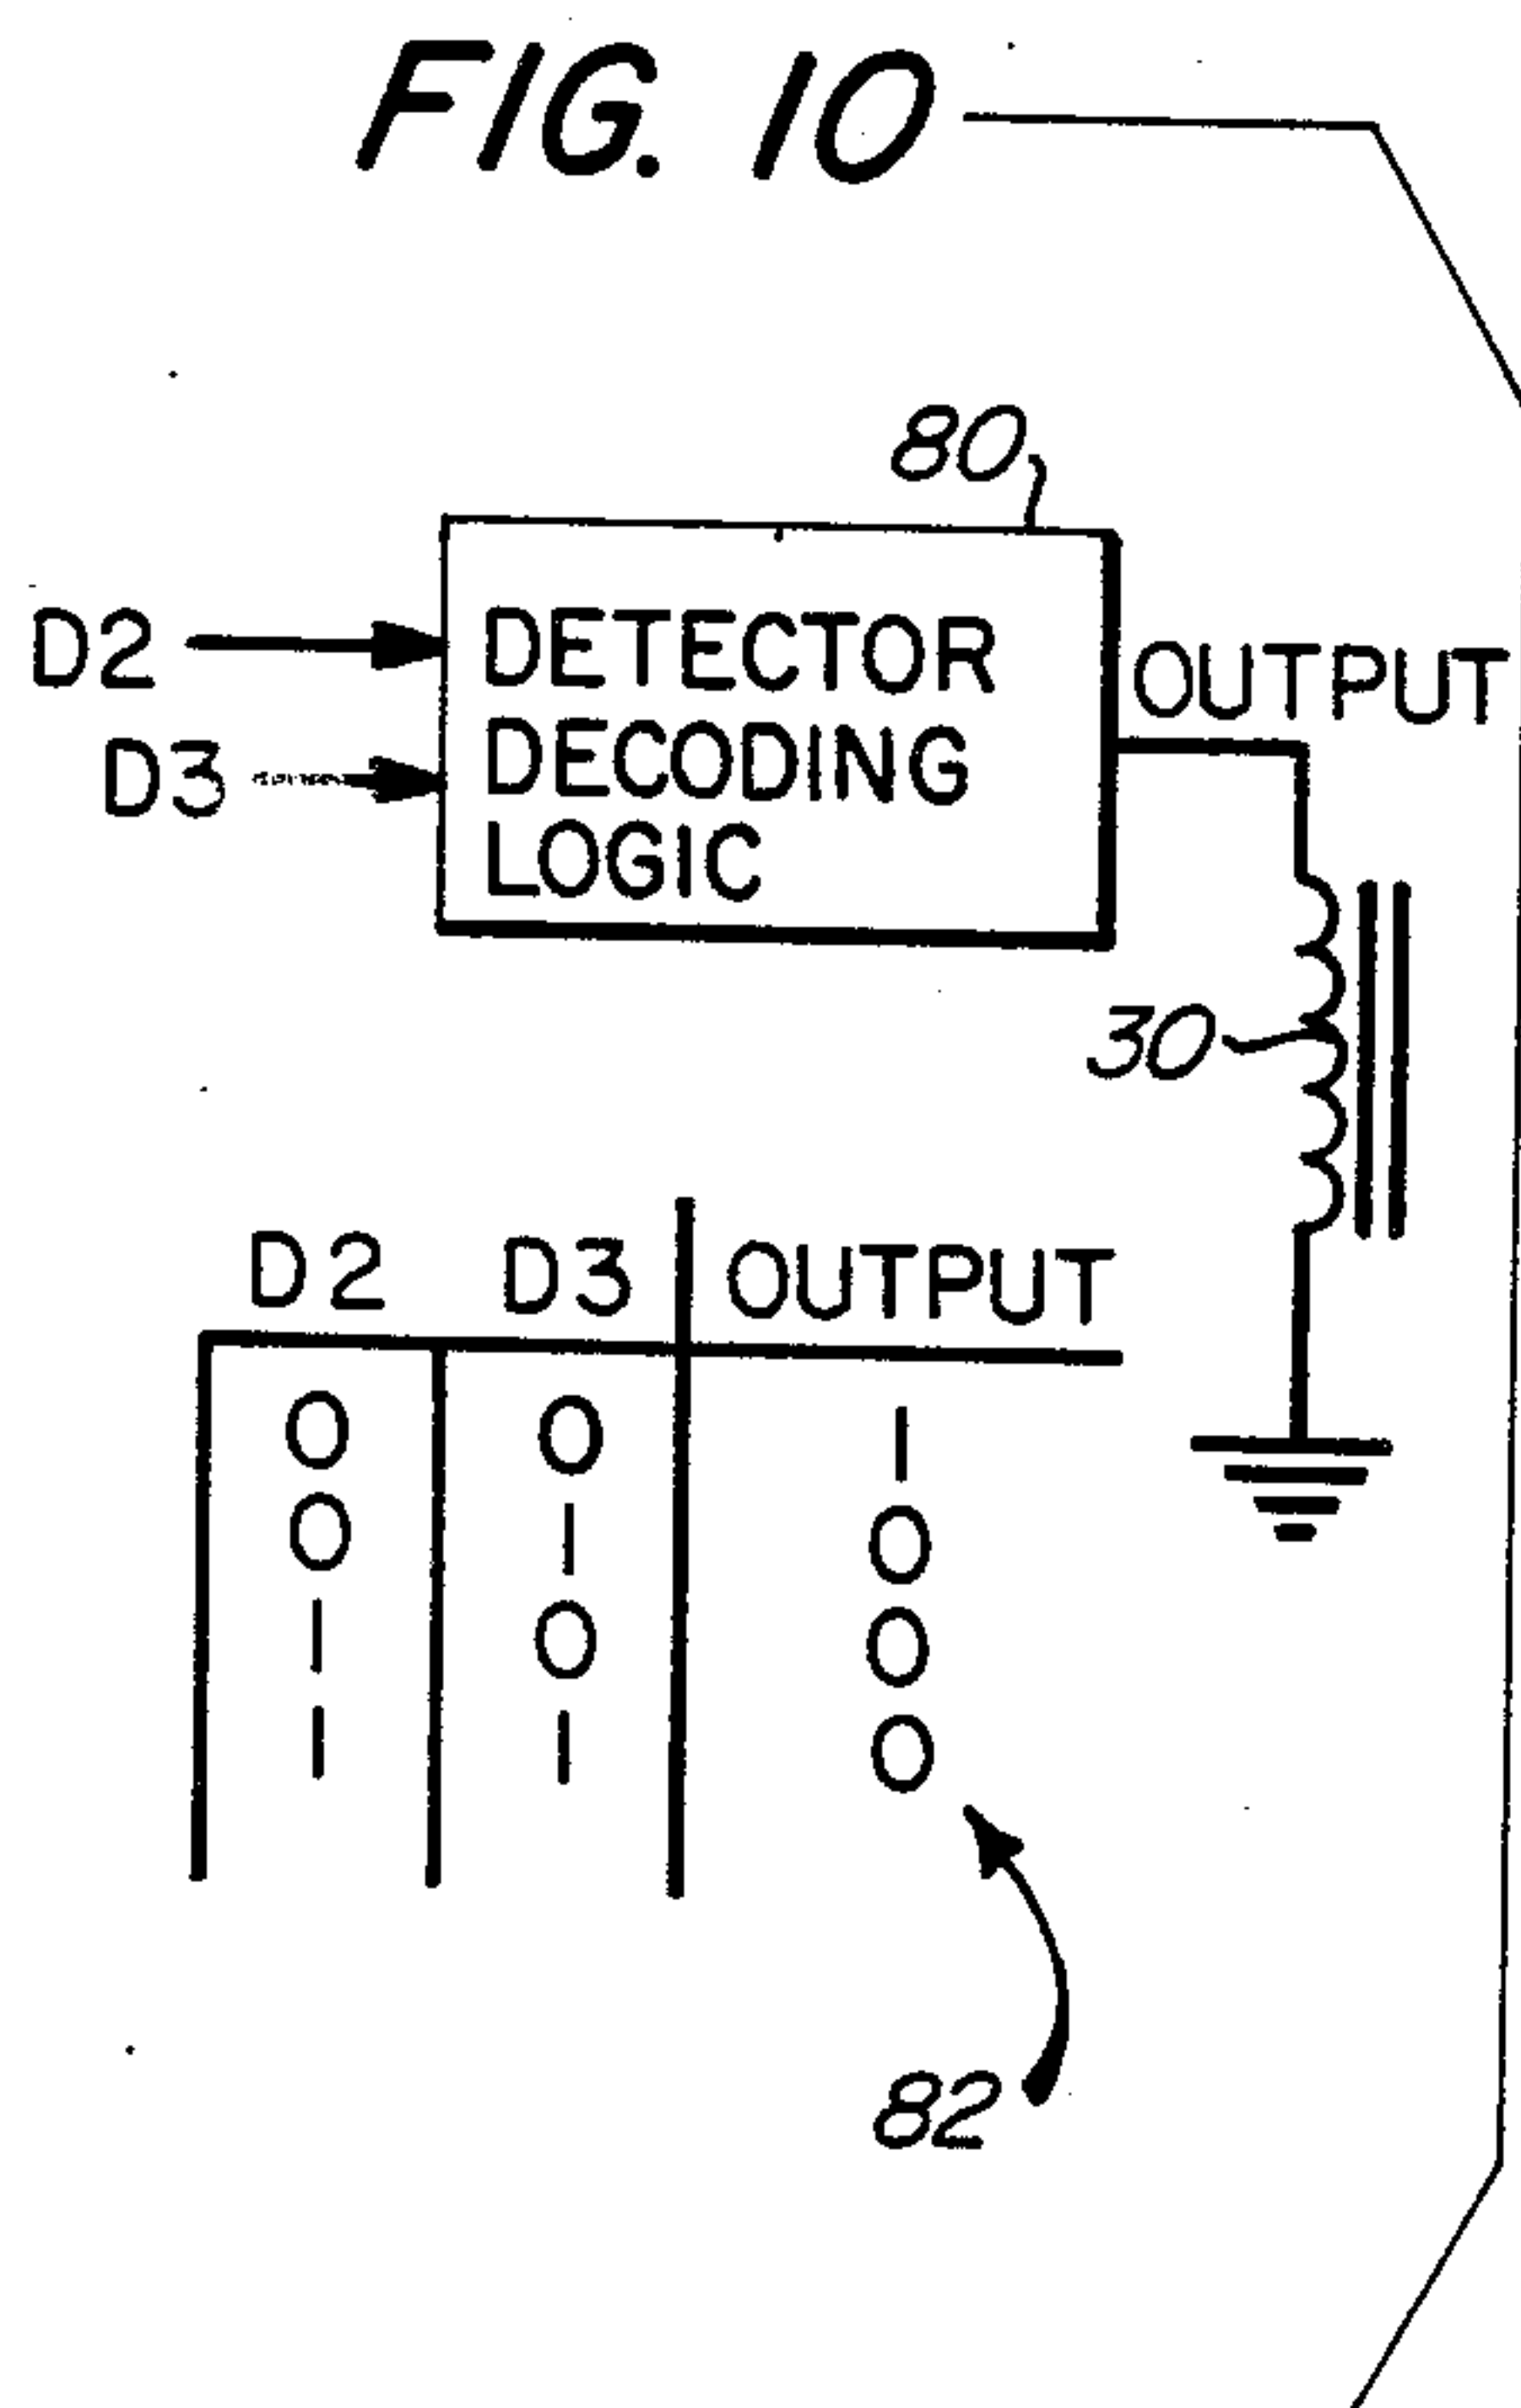 FIG. 10
80
D2
DETECTOR
OUTPUT
D3
DECODING
LOGIC
30
D2 D3 OUTPUT
0 0 1
0 1 0
1 0 0
1 1 0
82